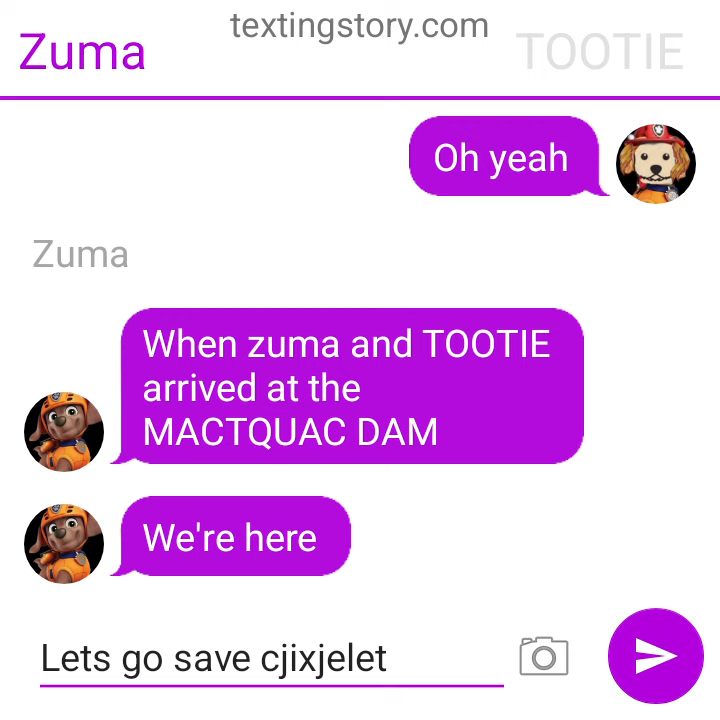 textingstory.com
Zuma TOOTIE
Oh yeah
Zuma
When zuma and TOOTIE
arrived at the
MACTQUAC DAM
We're here
Lets go save cjixjelet